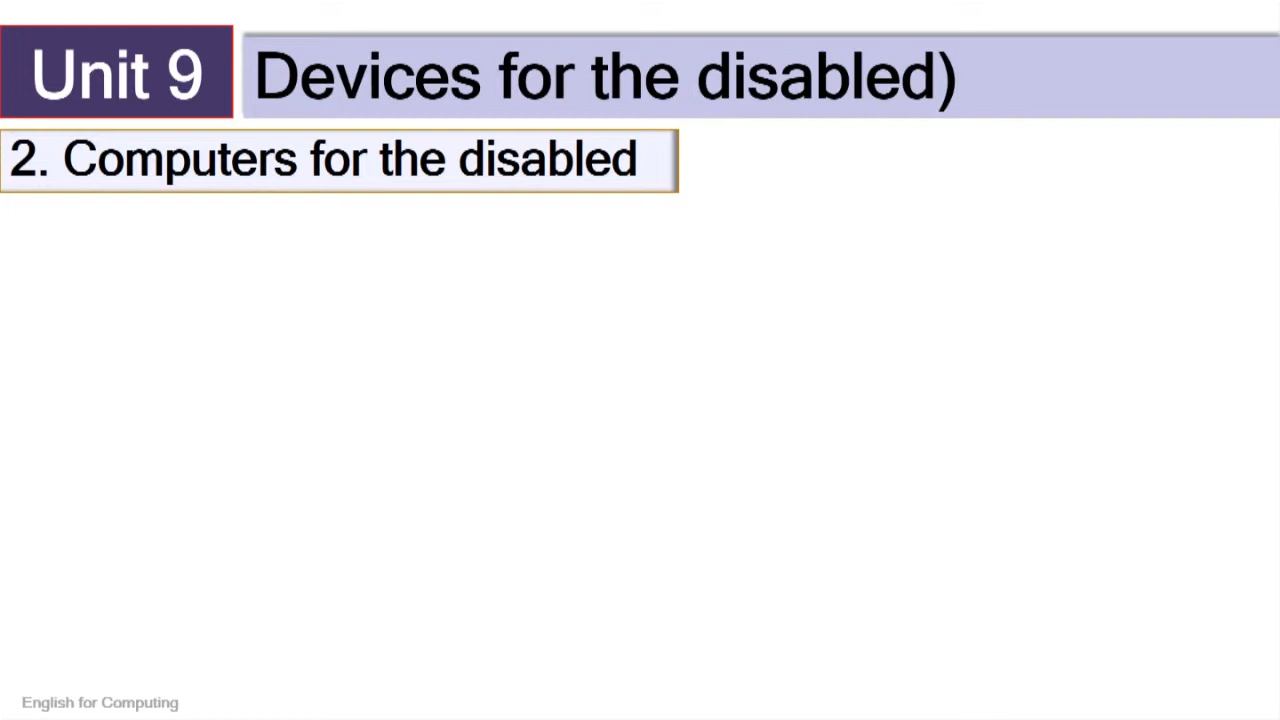 Unit 9
Devices for the disabled)
2. Computers for the disabled
English for Computing